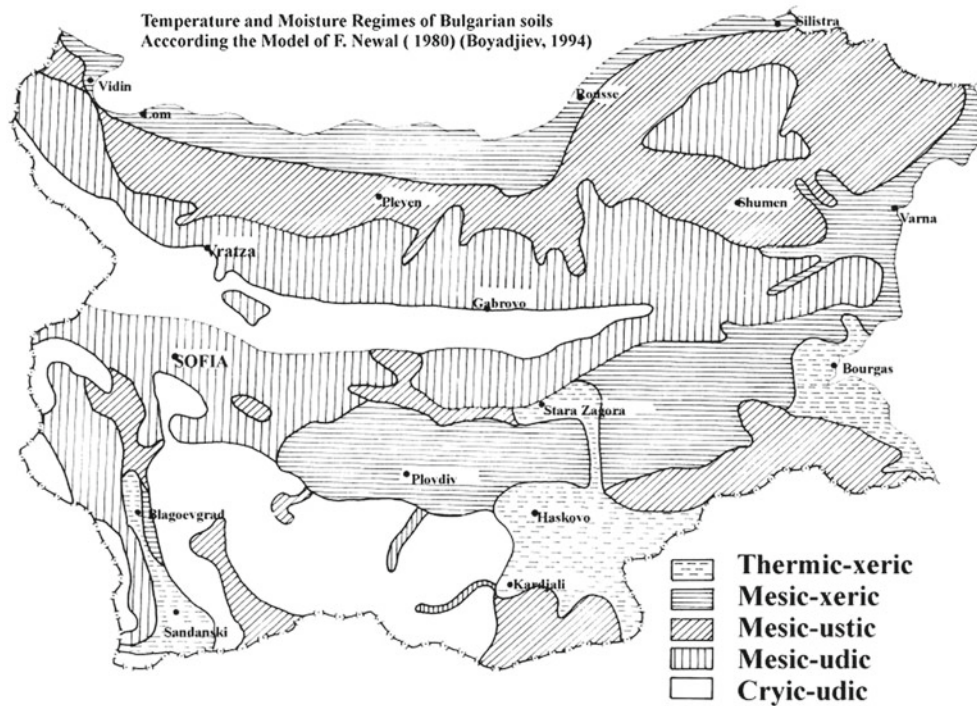 Temperature and Moisture Regimes of Bulgarian soils
Acccording the Model of F. Newal ( 1980) (Boyadjiev, 1994)
Silistra
Vidin
Rousse
Lom
Pleven
Shumen
Varna
Vratza
Gabrovo
SOFIA
Bourgas
Stara Zagora
Plovdiv
Blagoevgrad
Haskovo
Kardjali
Sandanski
Thermic-xeric
Mesic-xeric
Mesic-ustic
Mesic-udic
Cryic-udic